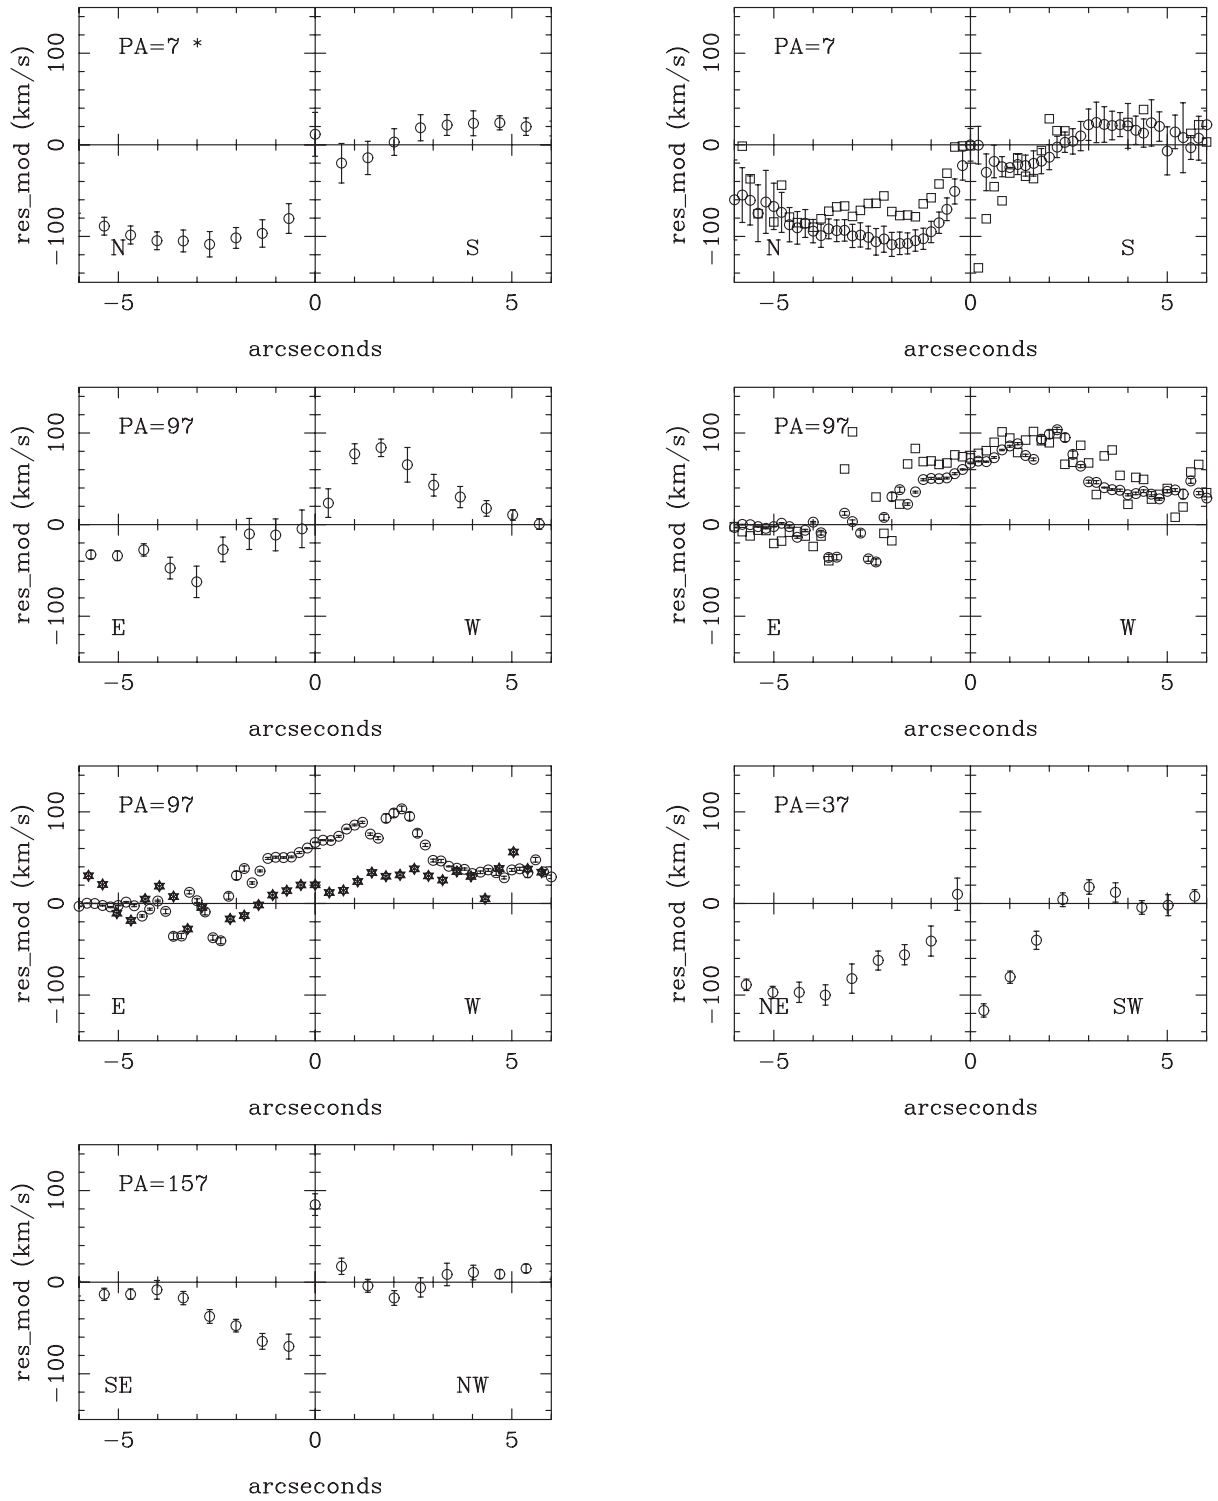 PA=7 *
res_mod (km/s)
100
0
−100
N
S
−5
0
5
arcseconds
PA=7
res_mod (km/s)
100
0
−100
N
S
−5
0
5
arcseconds
PA=97
res_mod (km/s)
100
0
−100
E
W
−5
0
5
arcseconds
PA=97
res_mod (km/s)
100
0
−100
E
W
−5
0
5
arcseconds
PA=97
res_mod (km/s)
100
0
−100
E
W
−5
0
5
arcseconds
PA=37
res_mod (km/s)
100
0
−100
NE
SW
−5
0
5
arcseconds
PA=157
res_mod (km/s)
100
0
−100
SE
NW
−5
0
5
arcseconds